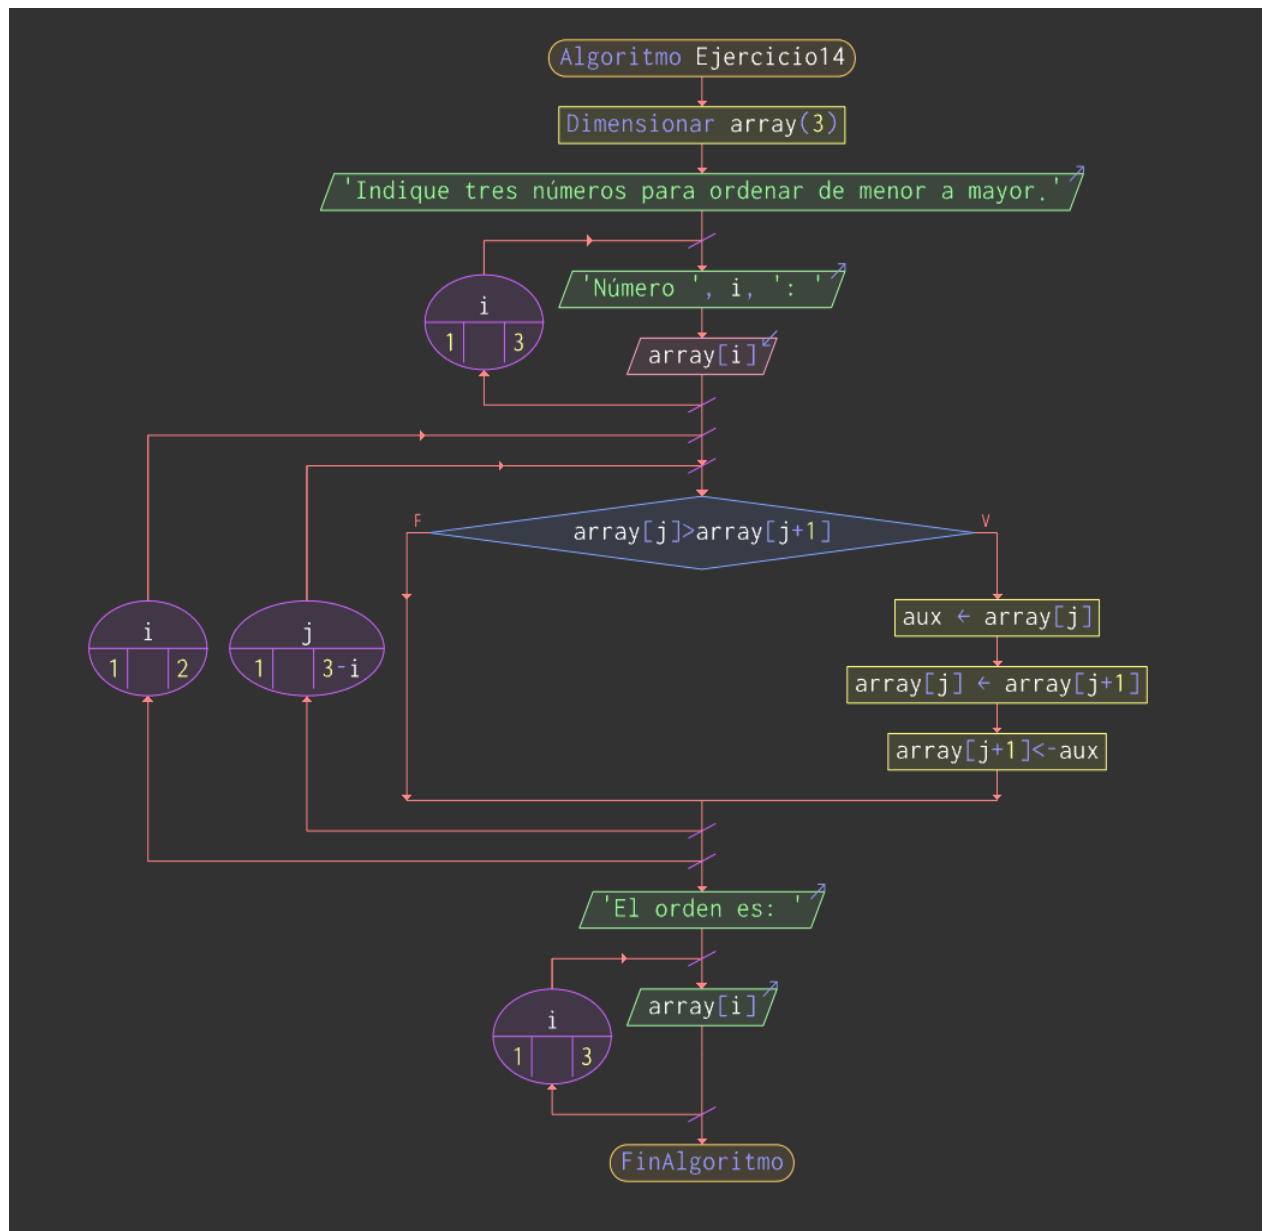 Algoritmo Ejercicio14
Dimensionar array(3)
'Indique tres números para ordenar de menor a mayor.'
'Número ', i, ': '
i
1 3
array[i]
F
array[j]>array[j+1]
V
i
1 2
j
1 3-i
aux ← array[j]
array[j] ← array[j+1]
array[j+1]<-aux
'El orden es: '
array[i]
i
1 3
FinAlgoritmo